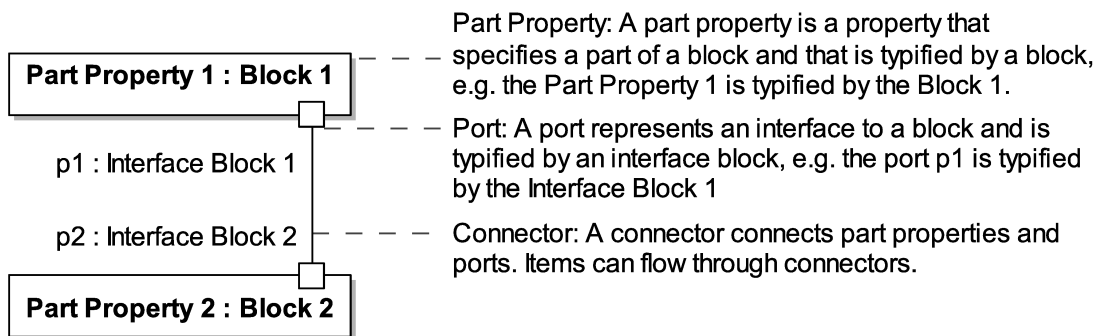 Part Property: A part property is a property that
specifies a part of a block and that is typified by a block,
e.g. the Part Property 1 is typified by the Block 1.
Part Property 1 : Block 1
Port: A port represents an interface to a block and is
typified by an interface block, e.g. the port p1 is typified
by the Interface Block 1
p1 : Interface Block 1
p2 : Interface Block 2
Connector: A connector connects part properties and
ports. Items can flow through connectors.
Part Property 2 : Block 2